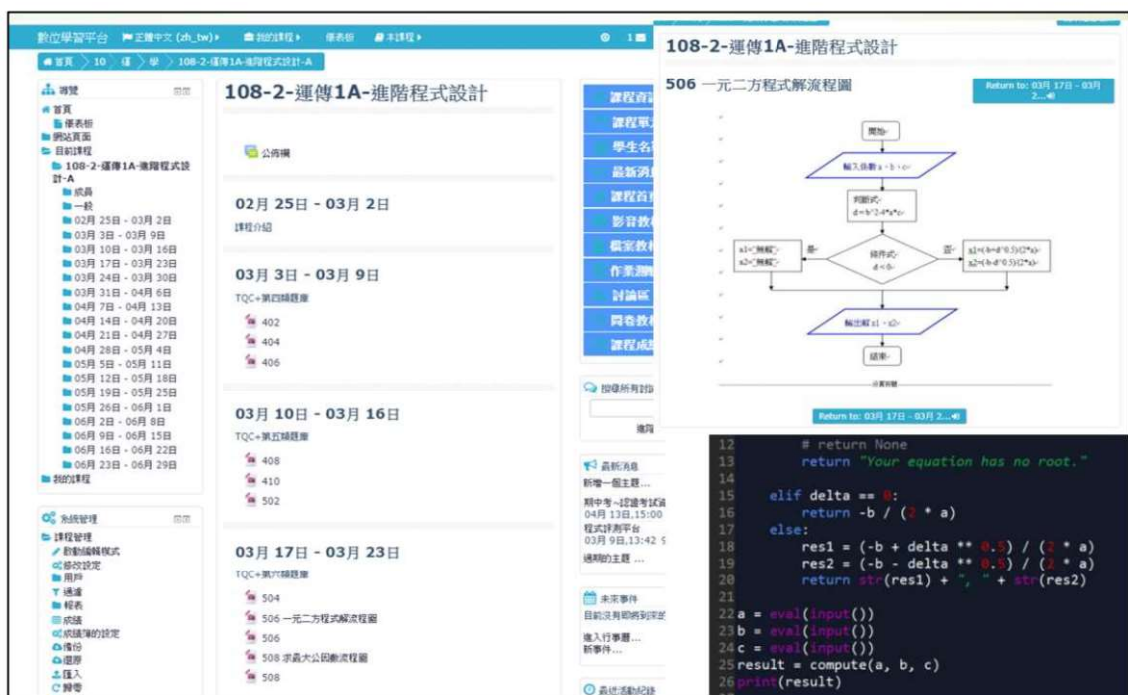 數位學習平台 正體中文 (zh_tw) 我的課程 儀表板 本課程
首頁 10 運 學 108-2-運傳1A-進階程式設計-A
導覽
首頁
儀表板
網站頁面
目前課程
108-2-運傳1A-進階程式設
計-A
成員
一般
02月 25日 - 03月 2日
03月 3日 - 03月 9日
03月 10日 - 03月 16日
03月 17日 - 03月 23日
03月 24日 - 03月 30日
03月 31日 - 04月 6日
04月 7日 - 04月 13日
04月 14日 - 04月 20日
04月 21日 - 04月 27日
04月 28日 - 05月 4日
05月 5日 - 05月 11日
05月 12日 - 05月 18日
05月 19日 - 05月 25日
05月 26日 - 06月 1日
06月 2日 - 06月 8日
06月 9日 - 06月 15日
06月 16日 - 06月 22日
06月 23日 - 06月 29日
我的課程
系統管理
課程管理
啟動編輯模式
修改設定
用戶
過濾
報表
成績
成績簿的設定
備份
還原
匯入
歸零
108-2-運傳1A-進階程式設計
公佈欄
02月 25日 - 03月 2日
課程介紹
03月 3日 - 03月 9日
TQC+第四類題庫
402
404
406
03月 10日 - 03月 16日
TQC+第五類題庫
408
410
502
03月 17日 - 03月 23日
TQC+第六類題庫
504
506 一元二方程式解流程圖
506
508 求最大公因數流程圖
508
1
課程資
課程單
學生名
最新消
課程首
影音教
檔案教
作業測
討論區
問卷教
課程成
搜尋所有討
進階
最新消息
新增一個主題...
期中考~認證考試資
04月 13日,15:00
程式評測平台
03月 9日,13:42
過期的主題 ...
未來事件
目前沒有即將到來的
進入行事曆...
新事件...
最近活動紀錄
108-2-運傳1A-進階程式設計
506 一元二方程式解流程圖
Return to: 03月 17日 - 03月
2...
開始
輸入係數 a、b、c
判斷式
d=b^2-4*a*c
條件式
d<0
是
否
x1="無解"
x2="無解"
x1=(-b+d^0.5)/(2*a)
x2=(-b-d^0.5)/(2*a)
輸出解 x1、x2
結束
分頁符號
Return to: 03月 17日 - 03月 2...
12 # return None
13 return "Your equation has no root."
14
15 elif delta == 0:
16 return -b / (2 * a)
17 else:
18 res1 = (-b + delta ** 0.5) / (2 * a)
19 res2 = (-b - delta ** 0.5) / (2 * a)
20 return str(res1) + ", " + str(res2)
21
22 a = eval(input())
23 b = eval(input())
24 c = eval(input())
25 result = compute(a, b, c)
26 print(result)